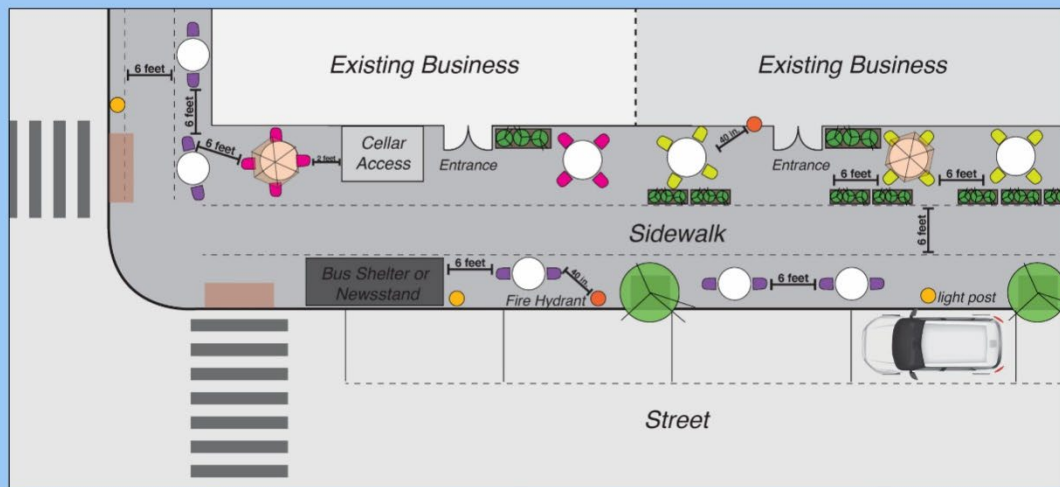 Existing Business
Existing Business
6 feet
6 feet
6 feet
2 feet
Cellar
Access
Entrance
40 in.
Entrance
6 feet
6 feet
Sidewalk
6 feet
Bus Shelter or
Newsstand
6 feet
40 in.
Fire Hydrant
6 feet
light post
Street